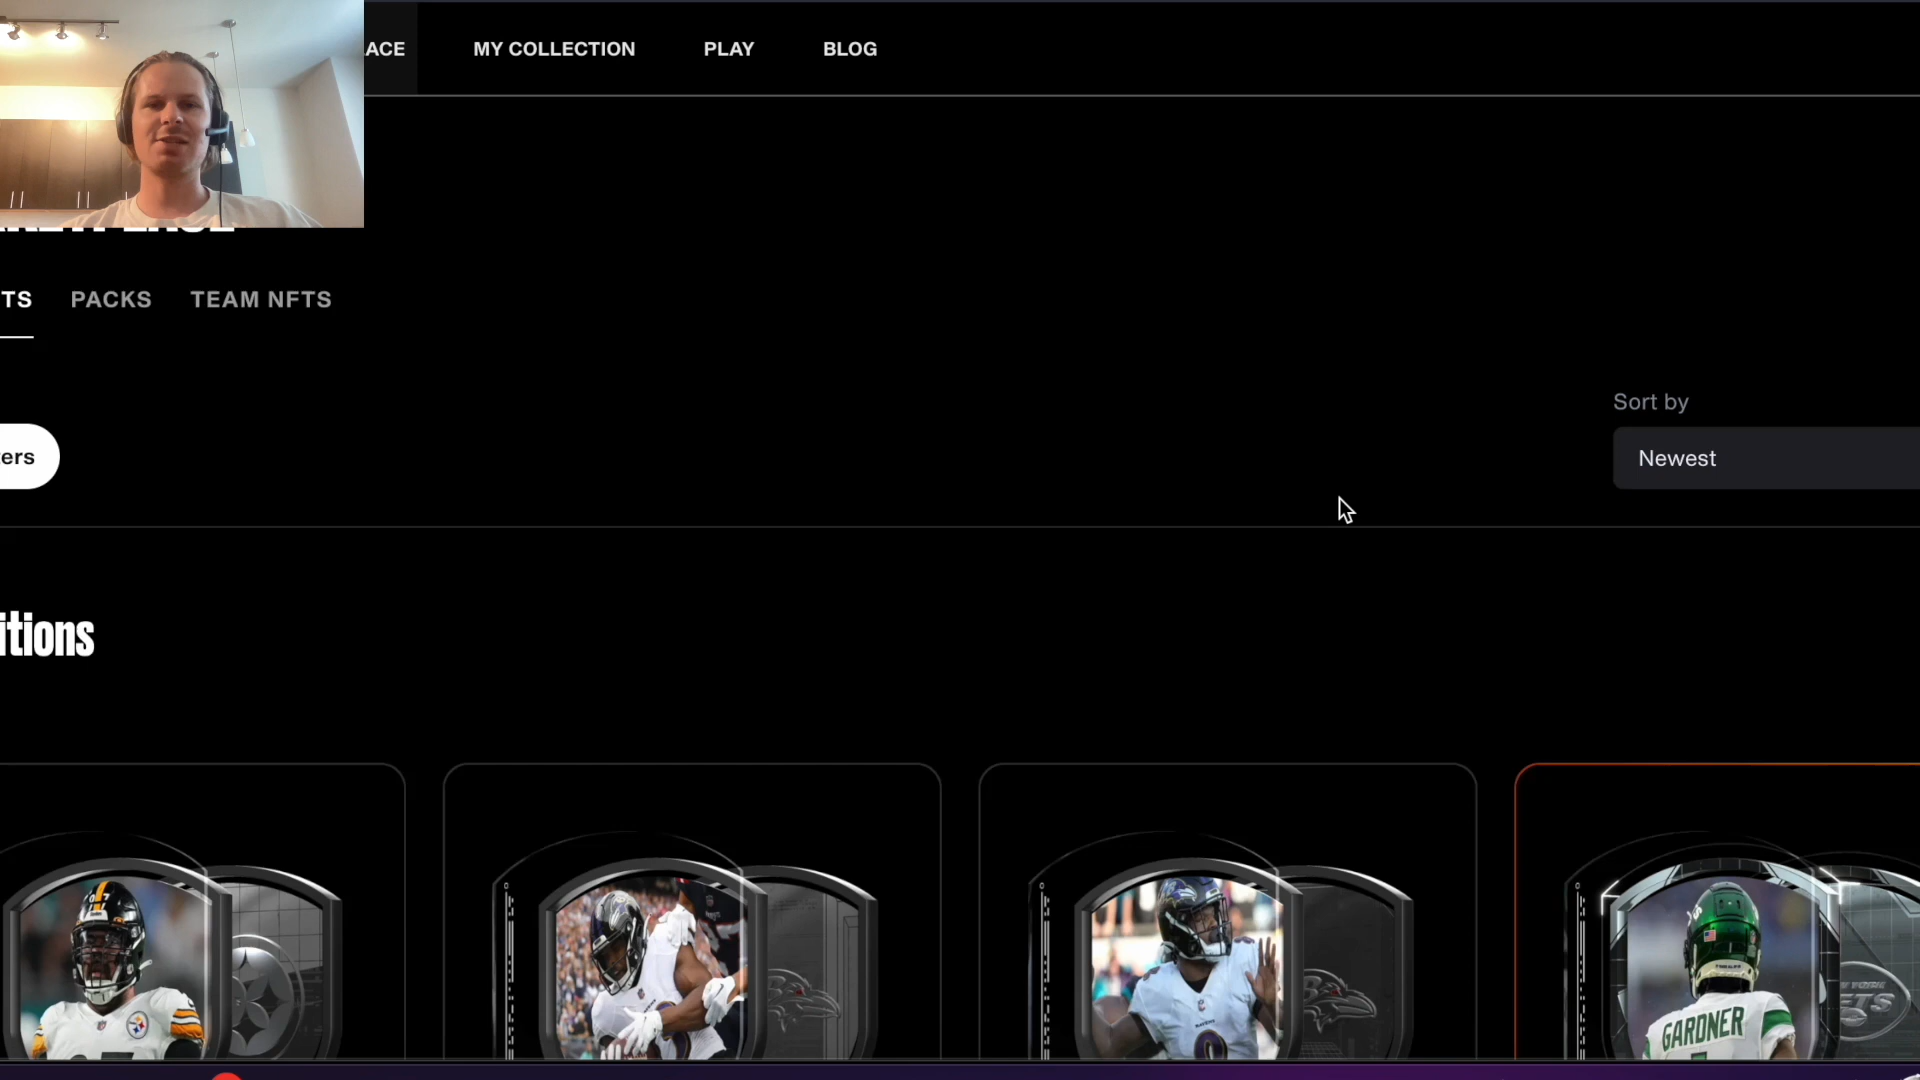 ACE MY COLLECTION PLAY BLOG
TS PACKS TEAM NFTS
Sort by
ers
Newest
itions
GARDNER